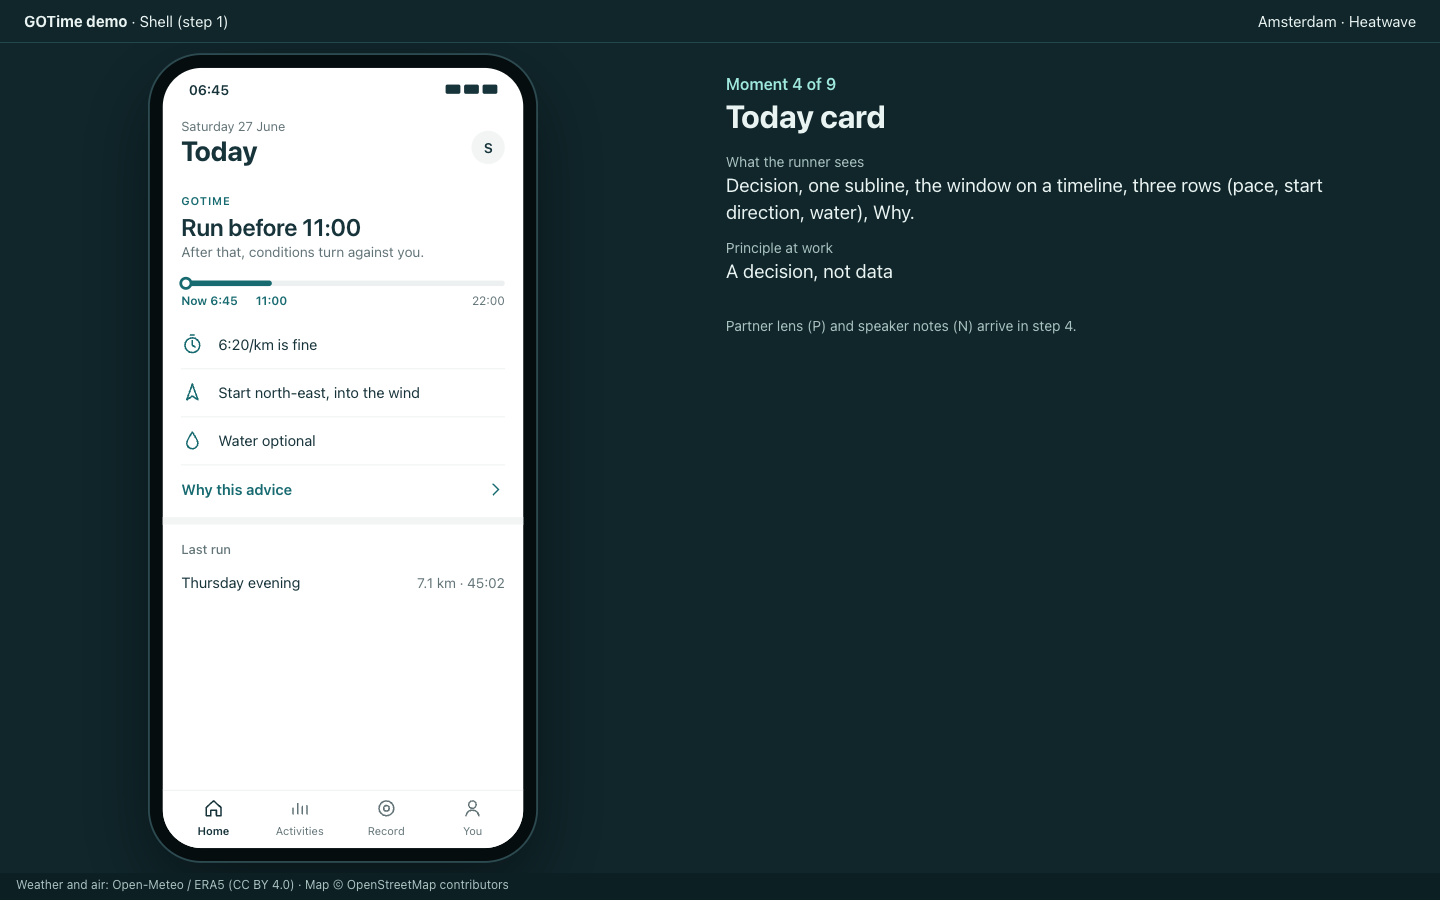 GOTime demo · Shell (step 1)
Amsterdam · Heatwave
06:45
Saturday 27 June
Today
S
GOTIME
Run before 11:00
After that, conditions turn against you.
Now 6:45 11:00 22:00
6:20/km is fine
Start north-east, into the wind
Water optional
Why this advice
Last run
Thursday evening 7.1 km · 45:02
Home Activities Record You
Moment 4 of 9
Today card
What the runner sees
Decision, one subline, the window on a timeline, three rows (pace, start
direction, water), Why.
Principle at work
A decision, not data
Partner lens (P) and speaker notes (N) arrive in step 4.
Weather and air: Open-Meteo / ERA5 (CC BY 4.0) · Map © OpenStreetMap contributors